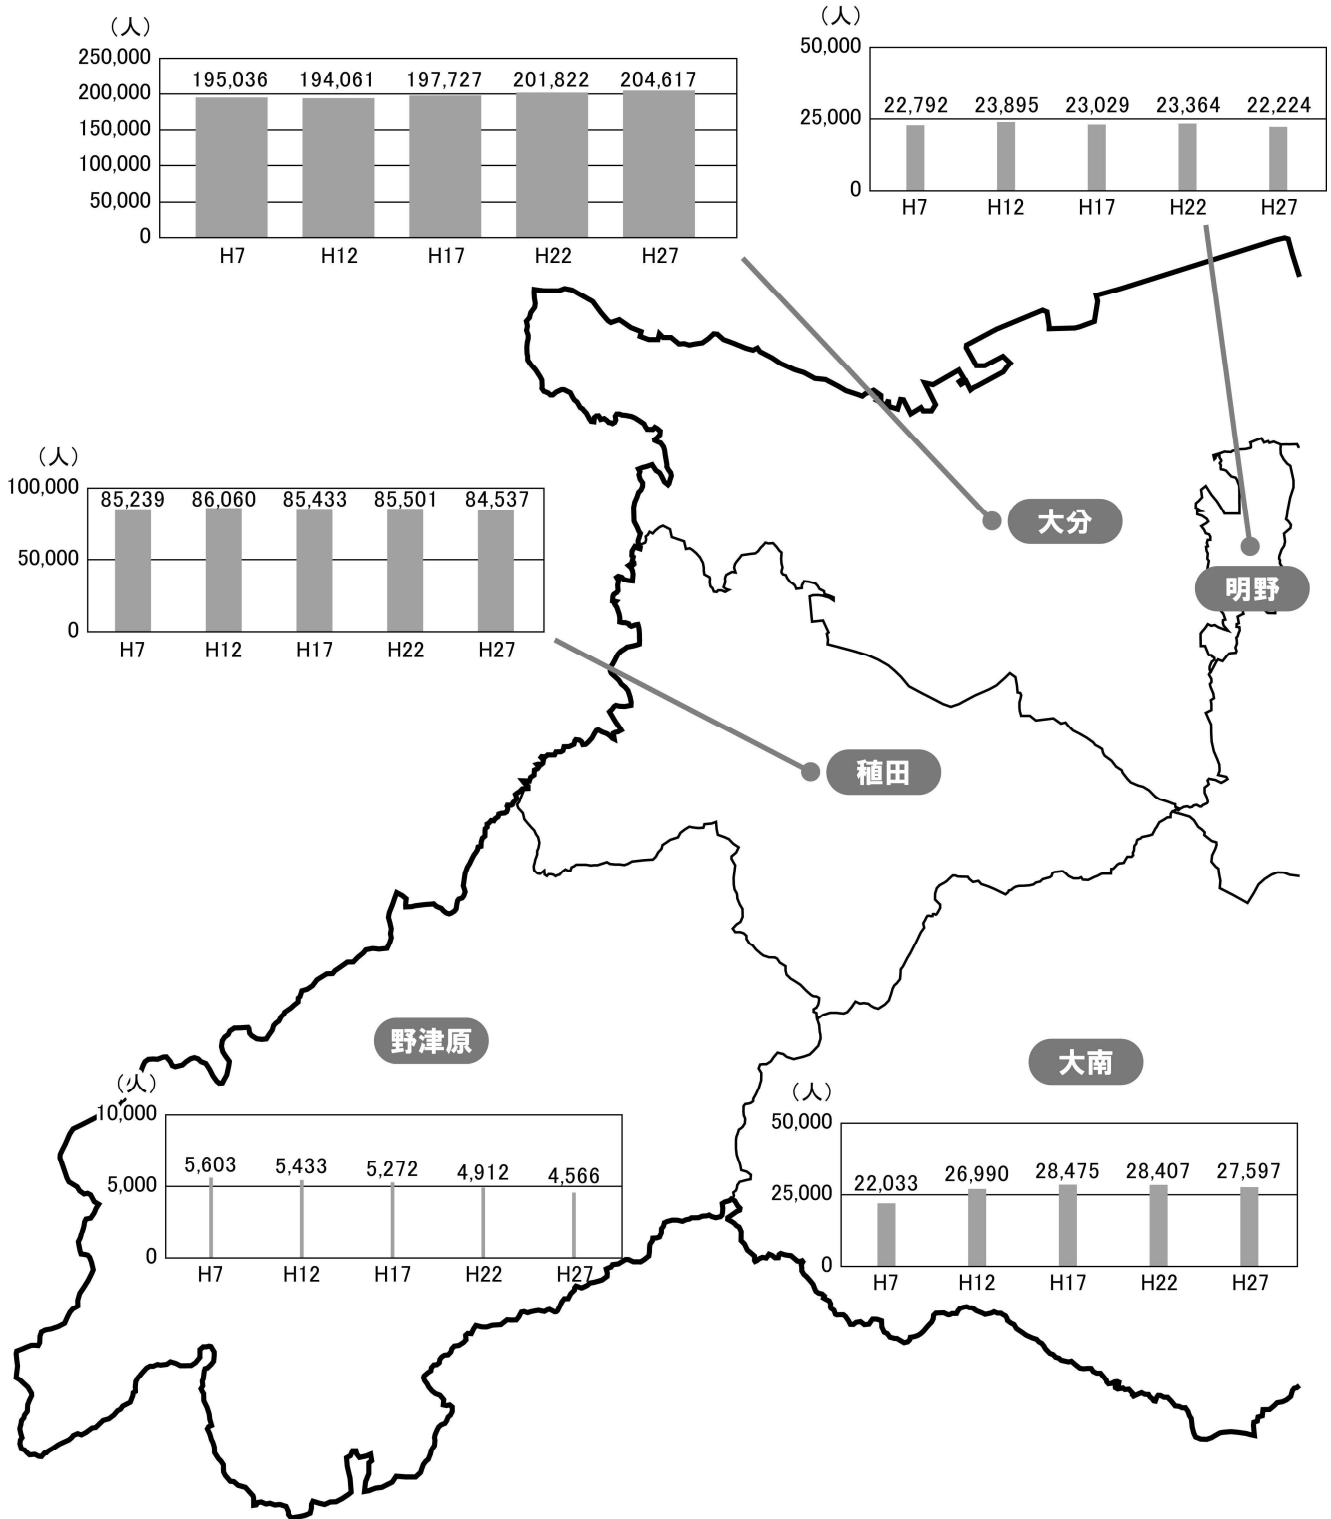 (人)
250,000
200,000
150,000
100,000
50,000
0
195,036 194,061 197,727 201,822 204,617
H7 H12 H17 H22 H27
(人)
50,000
25,000
0
22,792 23,895 23,029 23,364 22,224
H7 H12 H17 H22 H27
(人)
100,000
50,000
0
85,239 86,060 85,433 85,501 84,537
H7 H12 H17 H22 H27
大分
明野
稙田
野津原
大南
(人)
10,000
5,000
0
5,603 5,433 5,272 4,912 4,566
H7 H12 H17 H22 H27
(人)
50,000
25,000
0
22,033 26,990 28,475 28,407 27,597
H7 H12 H17 H22 H27